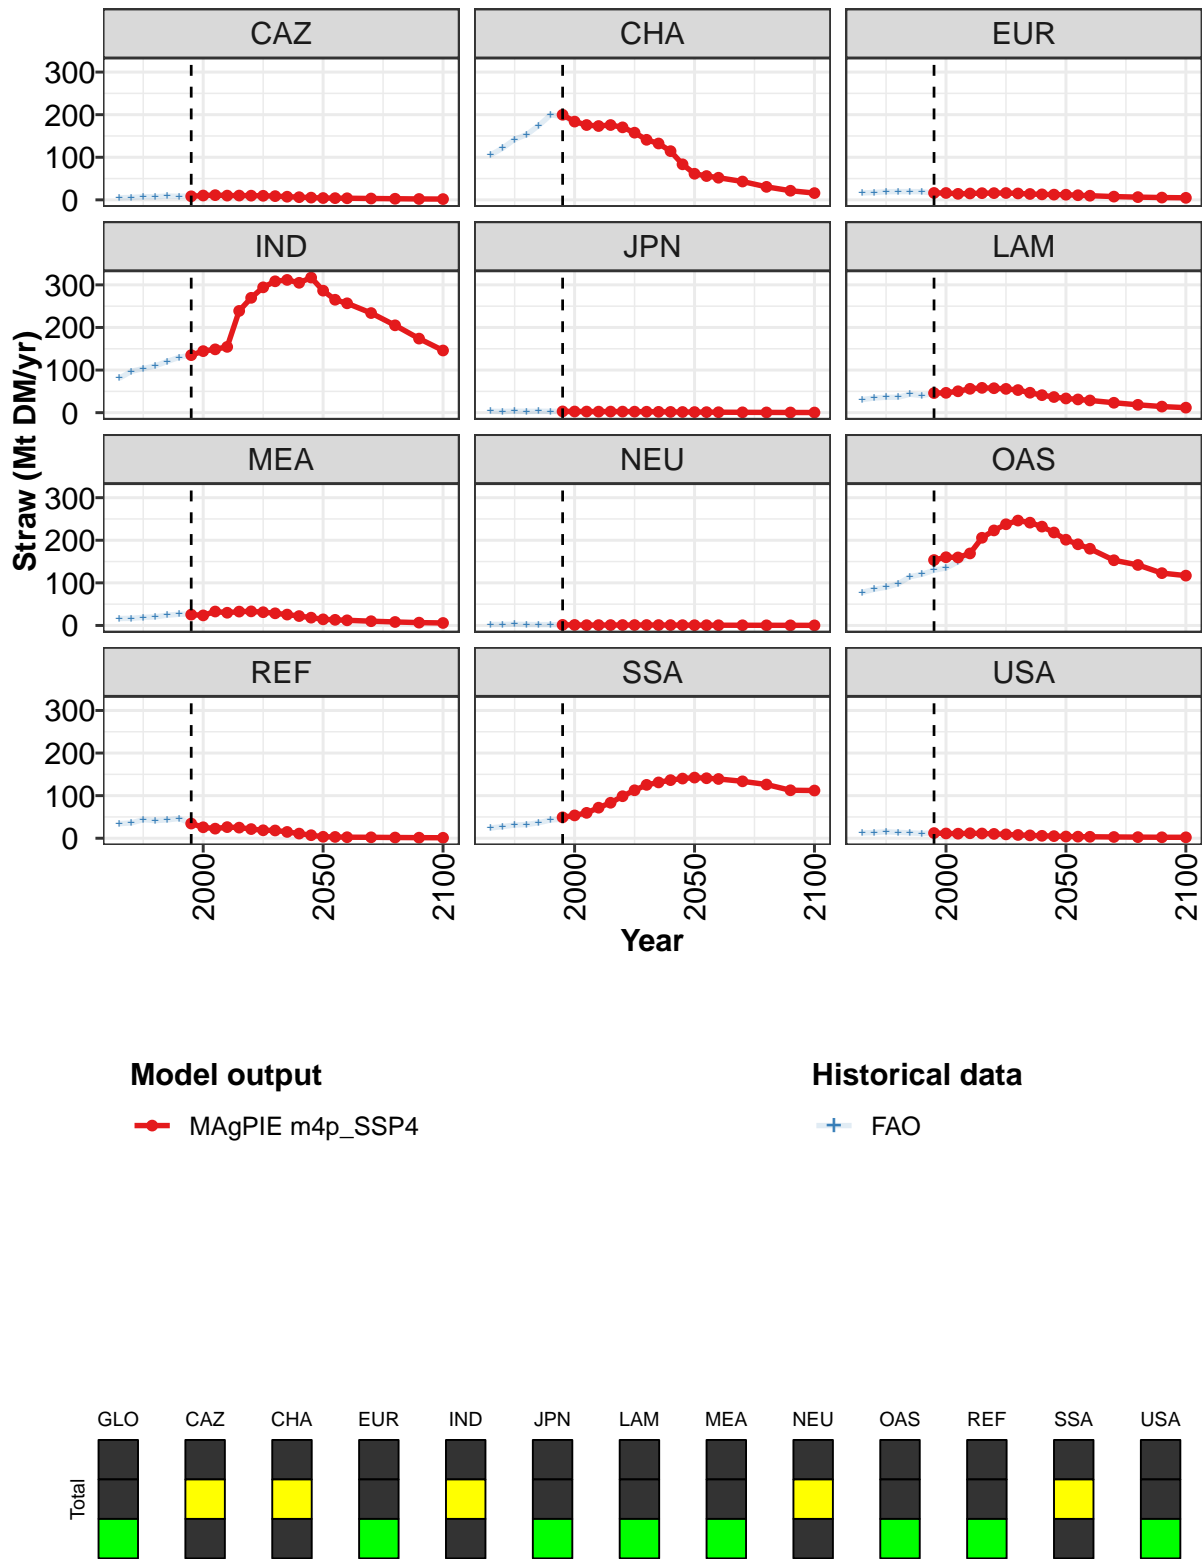 CAZ CHA EUR
300
200
100
0
IND JPN LAM
300
200
100
0
MEA NEU OAS
300
200
100
0
REF SSA USA
300
200
100
0
Straw (Mt DM/yr)
2000 2050 2100 2000 2050 2100 2000 2050 2100
Year
Model output Historical data
MAgPIE m4p_SSP4 FAO
GLO CAZ CHA EUR IND JPN LAM MEA NEU OAS REF SSA USA
Total